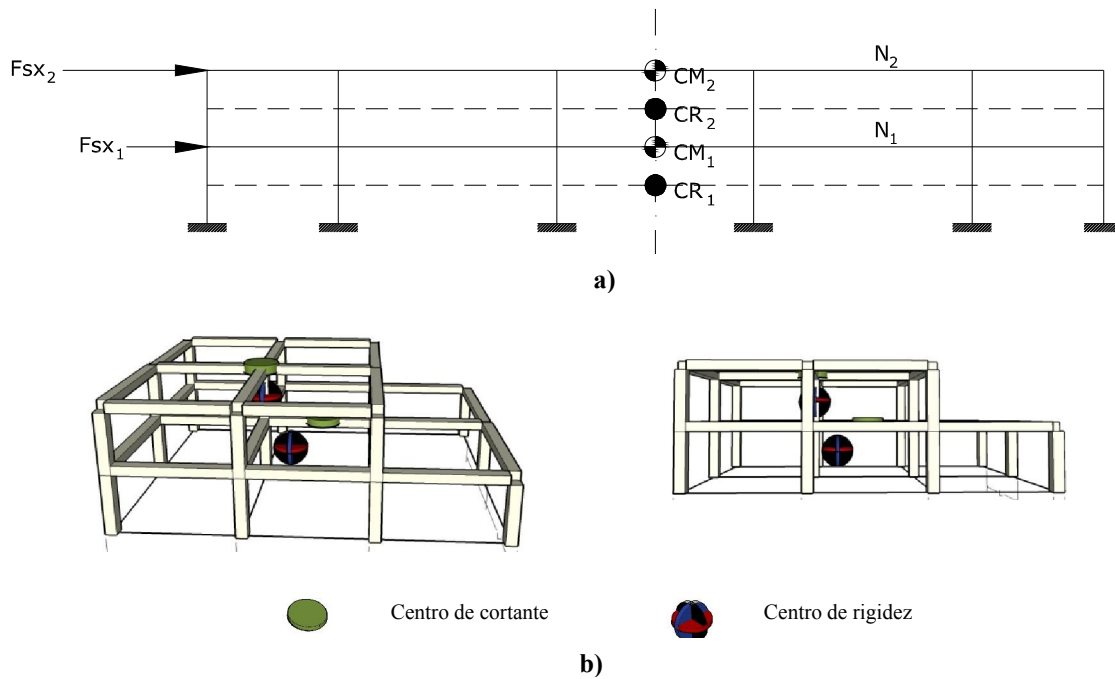 Fsx₂
N₂
CM₂
CR₂
Fsx₁
N₁
CM₁
CR₁
a)
Centro de cortante
Centro de rigidez
b)